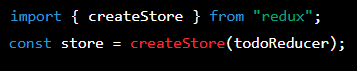 import { createStore } from "redux";
const store = createStore(todoReducer);